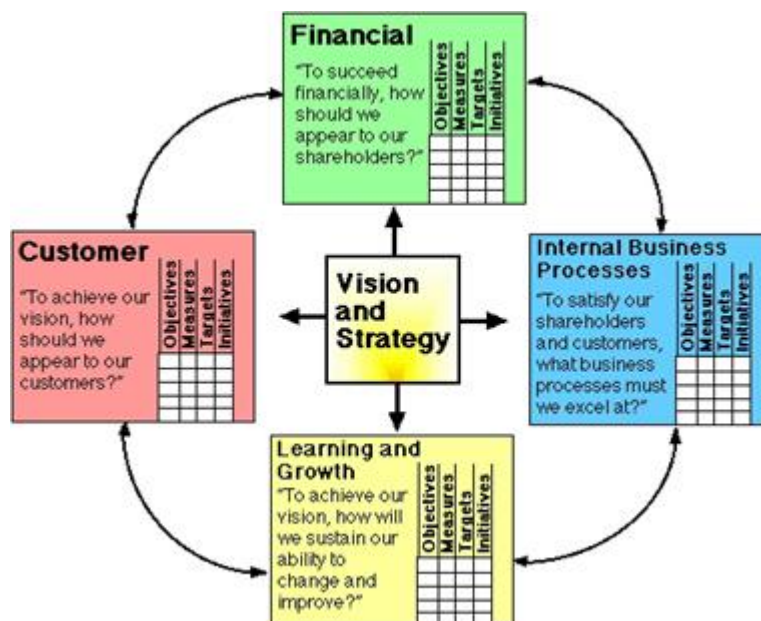 Financial
"To succeed
financially, how
should we
appear to our
shareholders?"
Objectives
Measures
Targets
Initiatives
Customer
"To achieve our
vision, how
should we
appear to our
customers?"
Objectives
Measures
Targets
Initiatives
Vision
and
Strategy
Internal Business
Processes
"To satisfy our
shareholders
and customers,
what business
processes must
we excel at?"
Objectives
Measures
Targets
Initiatives
Learning and
Growth
"To achieve our
vision, how will
we sustain our
ability to
change and
improve?"
Objectives
Measures
Targets
Initiatives